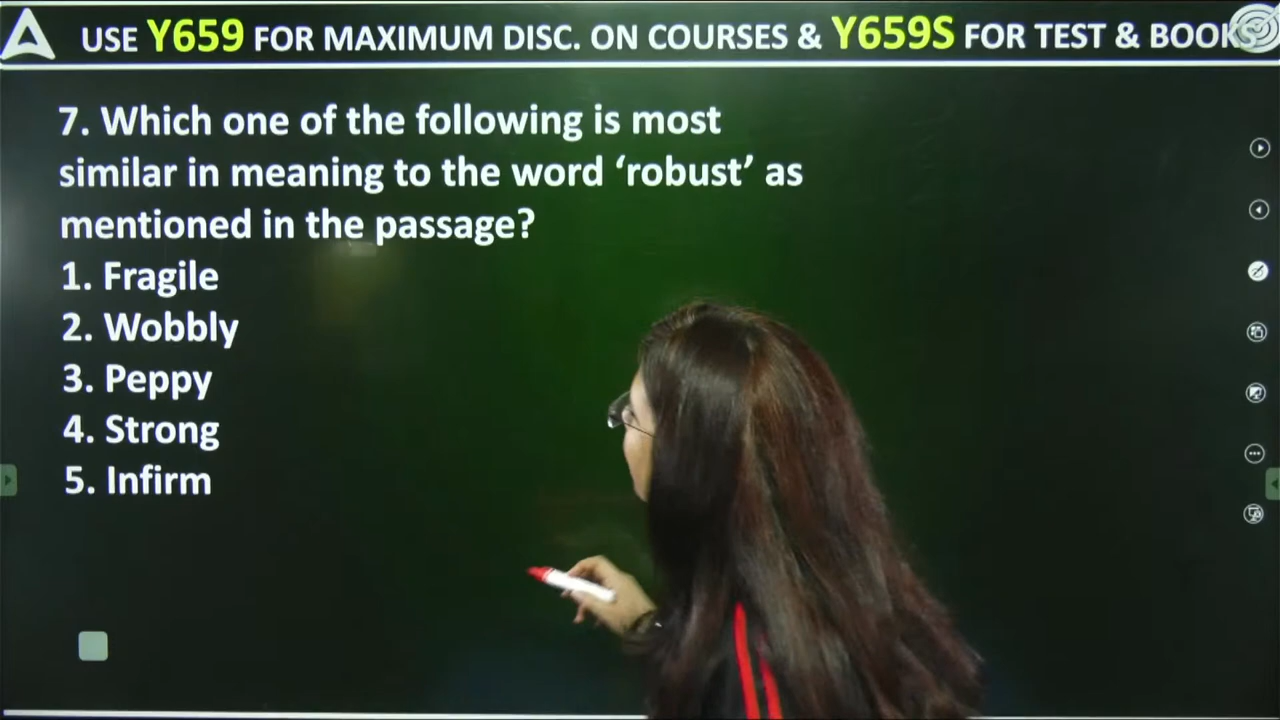 USE Y659 FOR MAXIMUM DISC. ON COURSES & Y659S FOR TEST & BOOKS
7. Which one of the following is most
similar in meaning to the word ‘robust’ as
mentioned in the passage?
1. Fragile
2. Wobbly
3. Peppy
4. Strong
5. Infirm